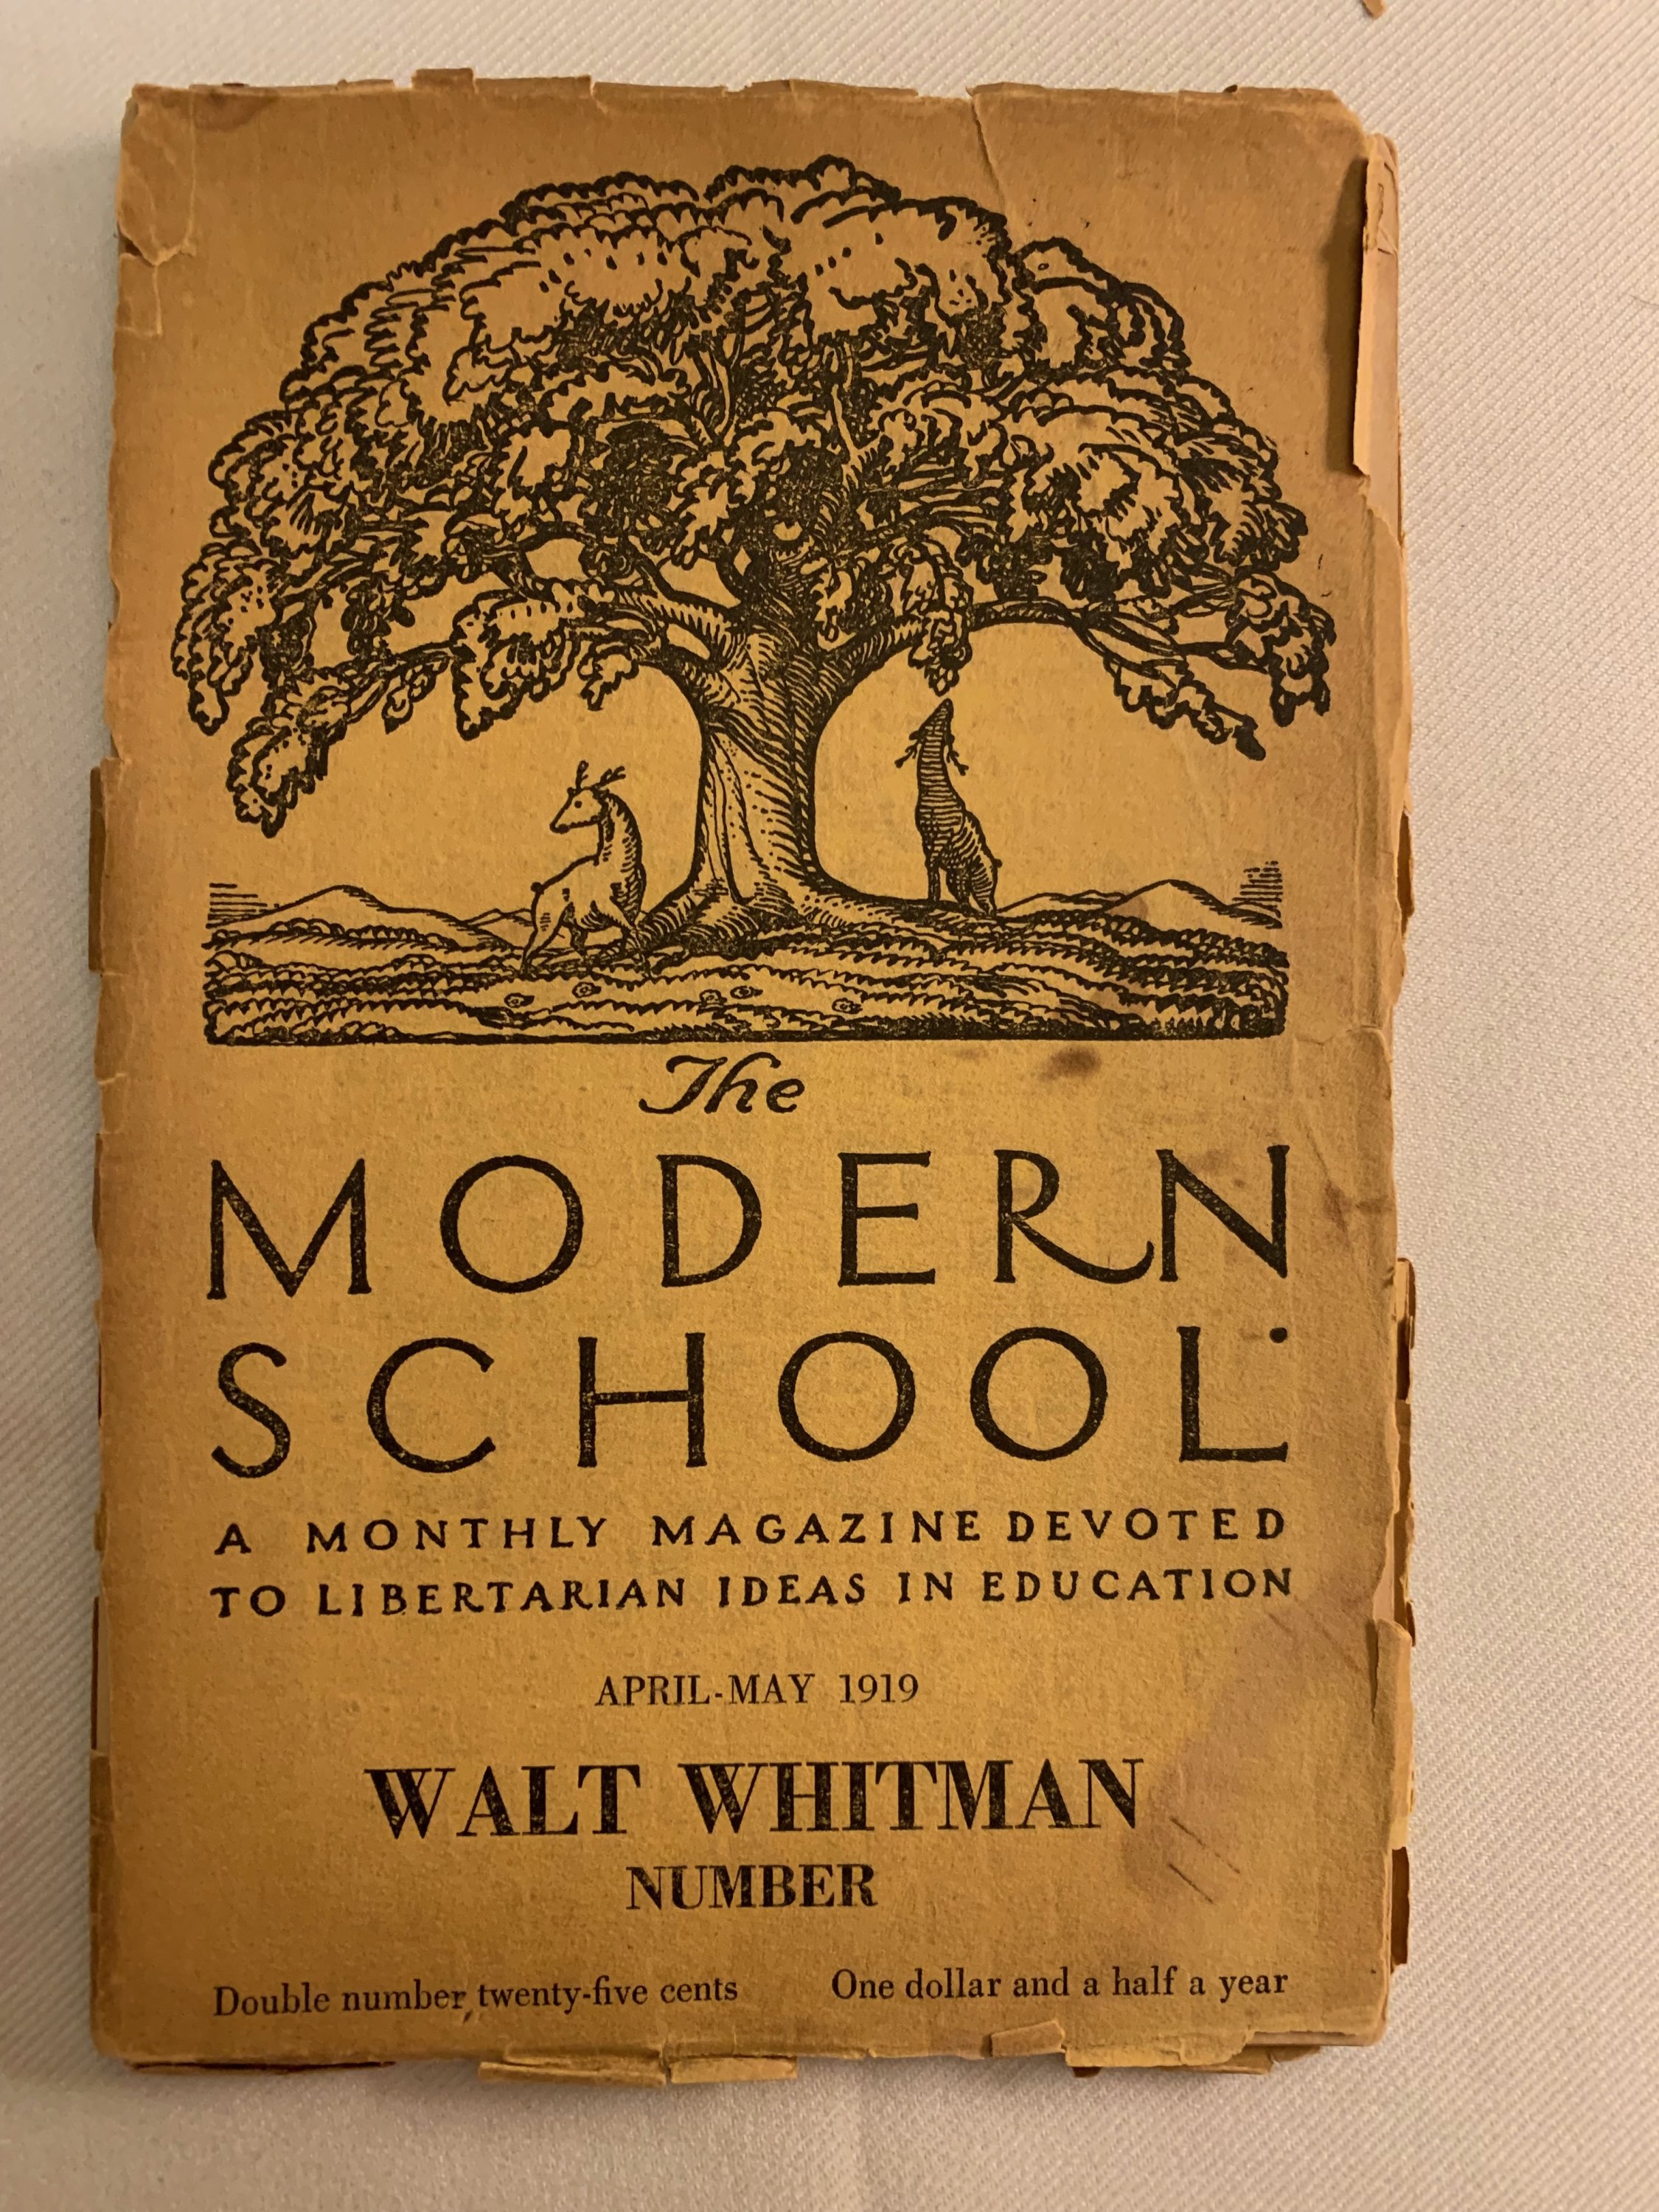 The
MODERN
SCHOOL
A MONTHLY MAGAZINE DEVOTED
TO LIBERTARIAN IDEAS IN EDUCATION
APRIL-MAY 1919
WALT WHITMAN
NUMBER
Double number twenty-five cents One dollar and a half a year